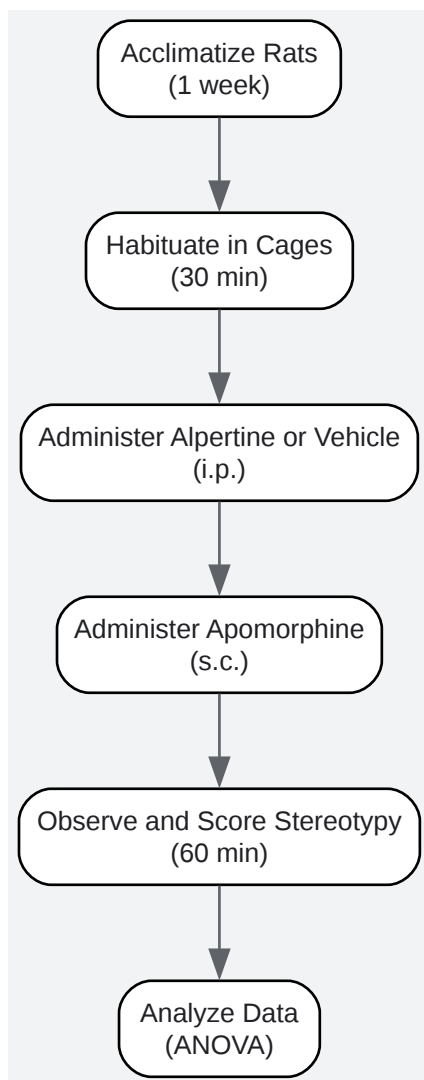 Acclimatize Rats
(1 week)
Habituate in Cages
(30 min)
Administer Alpertine or Vehicle
(i.p.)
Administer Apomorphine
(s.c.)
Observe and Score Stereotypy
(60 min)
Analyze Data
(ANOVA)